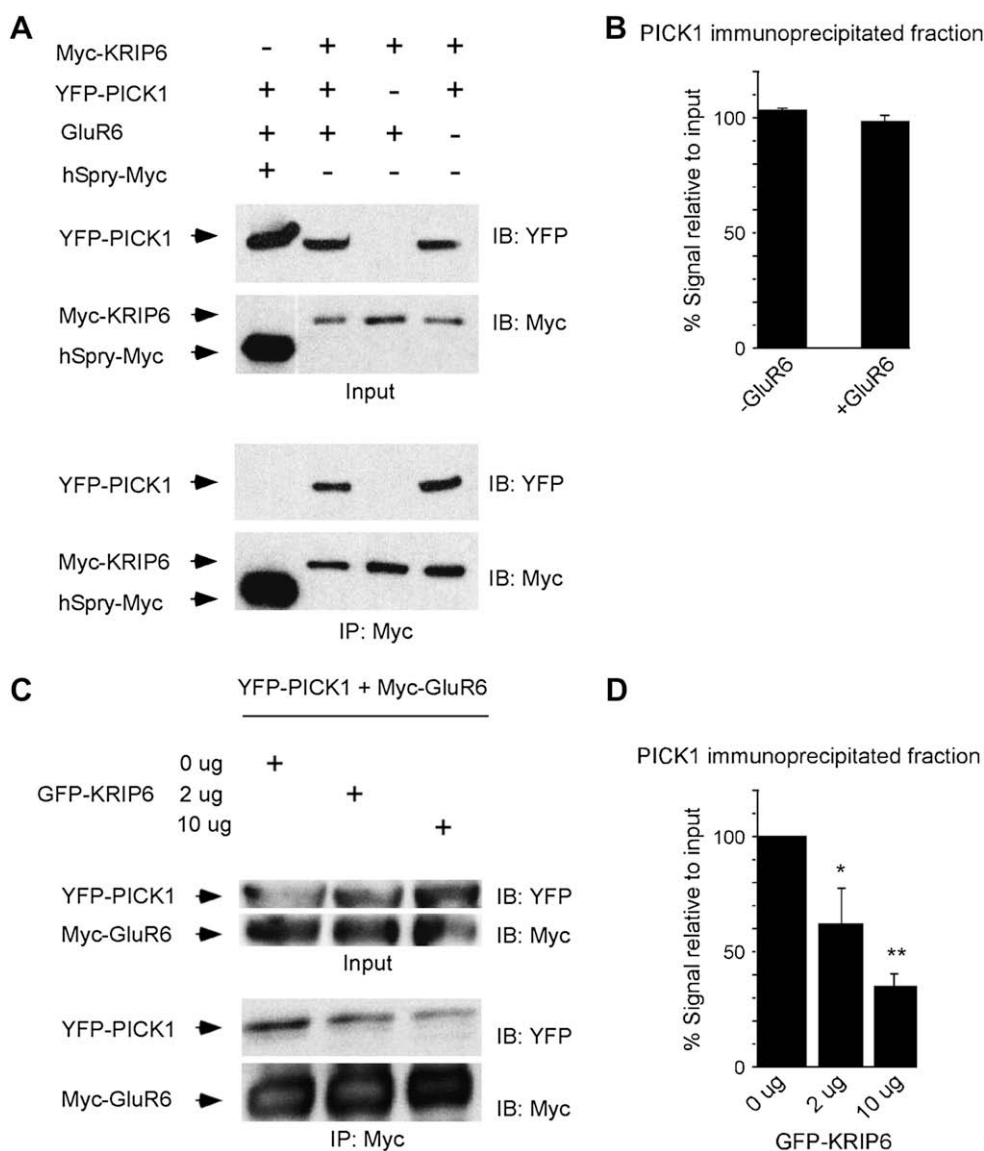 A
Myc-KRIP6 - + + +
YFP-PICK1 + + - +
GluR6 + + + -
hSpry-Myc + - - -
YFP-PICK1 IB: YFP
Myc-KRIP6 IB: Myc
hSpry-Myc
Input
YFP-PICK1 IB: YFP
Myc-KRIP6 IB: Myc
hSpry-Myc
IP: Myc
B PICK1 immunoprecipitated fraction
% Signal relative to input
100
50
0
-GluR6 +GluR6
C
YFP-PICK1 + Myc-GluR6
0 ug +
GFP-KRIP6 2 ug +
10 ug +
YFP-PICK1 IB: YFP
Myc-GluR6 IB: Myc
Input
YFP-PICK1 IB: YFP
Myc-GluR6 IB: Myc
IP: Myc
D
PICK1 immunoprecipitated fraction
% Signal relative to input
100
*
50
**
0
0 ug 2 ug 10 ug
GFP-KRIP6